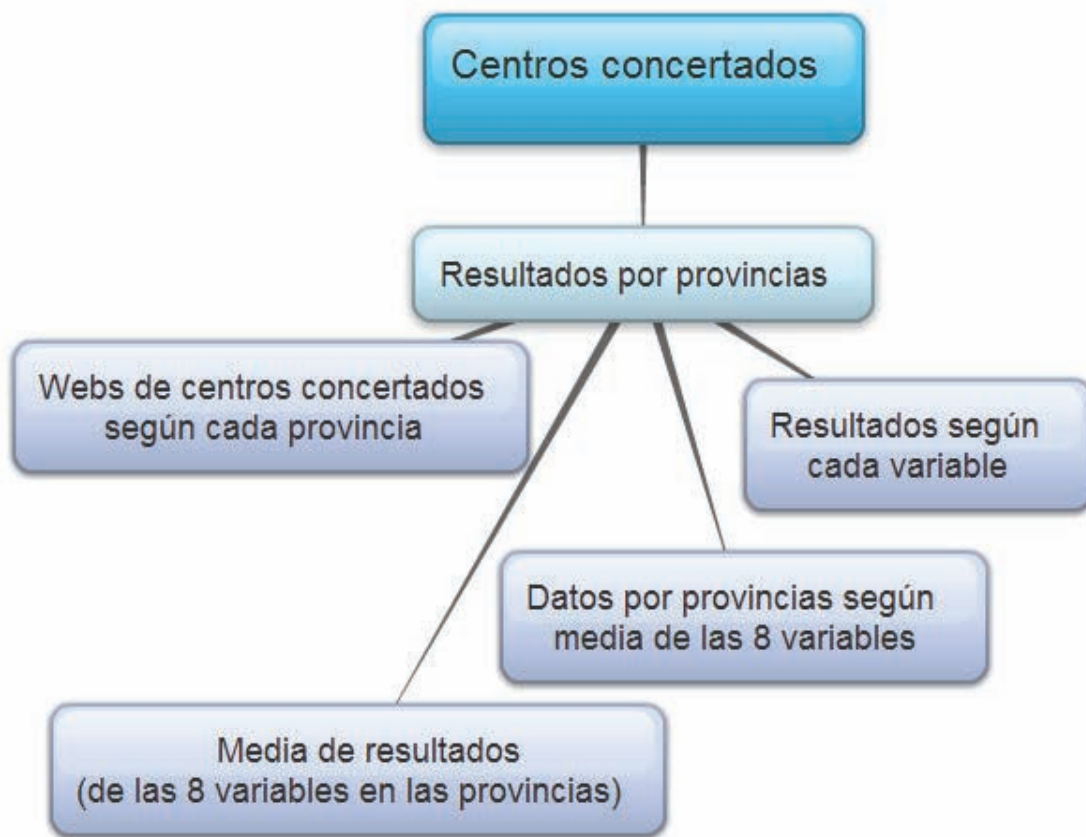 Centros concertados
Resultados por provincias
Webs de centros concertados
según cada provincia
Resultados según
cada variable
Datos por provincias según
media de las 8 variables
Media de resultados
(de las 8 variables en las provincias)